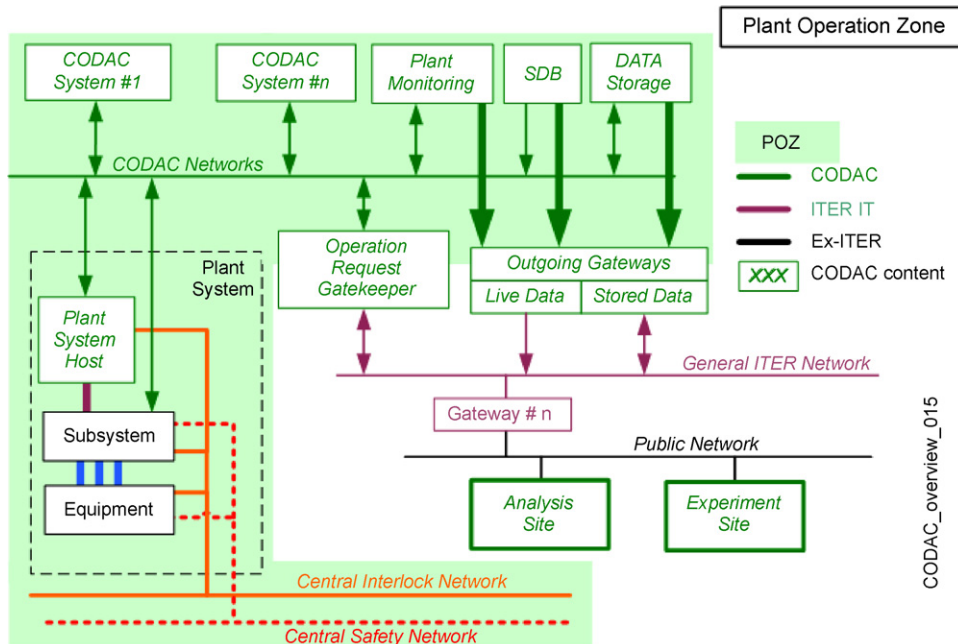 Plant Operation Zone
CODAC
System #1
CODAC
System #n
Plant
Monitoring
SDB
DATA
Storage
CODAC Networks
POZ
CODAC
ITER IT
Ex-ITER
XXX
CODAC content
Plant
System
Operation
Request
Gatekeeper
Outgoing Gateways
Live Data
Stored Data
Plant
System
Host
General ITER Network
Gateway # n
Subsystem
Public Network
Equipment
Analysis
Site
Experiment
Site
CODAC_overview_015
Central Interlock Network
Central Safety Network